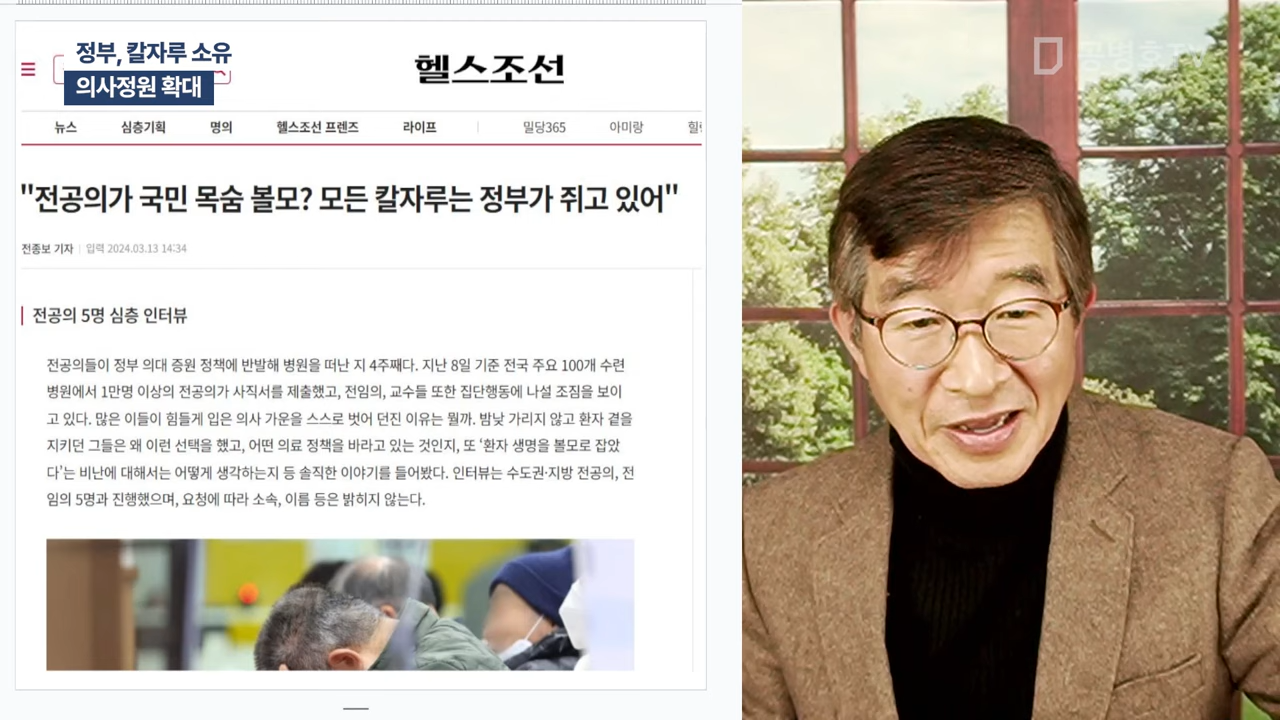 정부, 칼자루 소유
의사정원 확대
헬스조선
뉴스 심층기획 명의 헬스조선 프렌즈 라이프 밀당365 아미랑
"전공의가 국민 목숨 볼모? 모든 칼자루는 정부가 쥐고 있어"
전종보 기자 | 입력 2024.03.13 14:34
전공의 5명 심층 인터뷰
전공의들이 정부 의대 증원 정책에 반발해 병원을 떠난 지 4주째다. 지난 8일 기준 전국 주요 100개 수련
병원에서 1만명 이상의 전공의가 사직서를 제출했고, 전임의, 교수들 또한 집단행동에 나설 조짐을 보이
고 있다. 많은 이들이 힘들게 입은 의사 가운을 스스로 벗어 던진 이유는 뭘까. 밤낮 가리지 않고 환자 곁을
지키던 그들은 왜 이런 선택을 했고, 어떤 의료 정책을 바라고 있는 것인지, 또 ‘환자 생명을 볼모로 잡았
다’는 비난에 대해서는 어떻게 생각하는지 등 솔직한 이야기를 들어봤다. 인터뷰는 수도권·지방 전공의, 전
임의 5명과 진행했으며, 요청에 따라 소속, 이름 등은 밝히지 않는다.
공병호TV